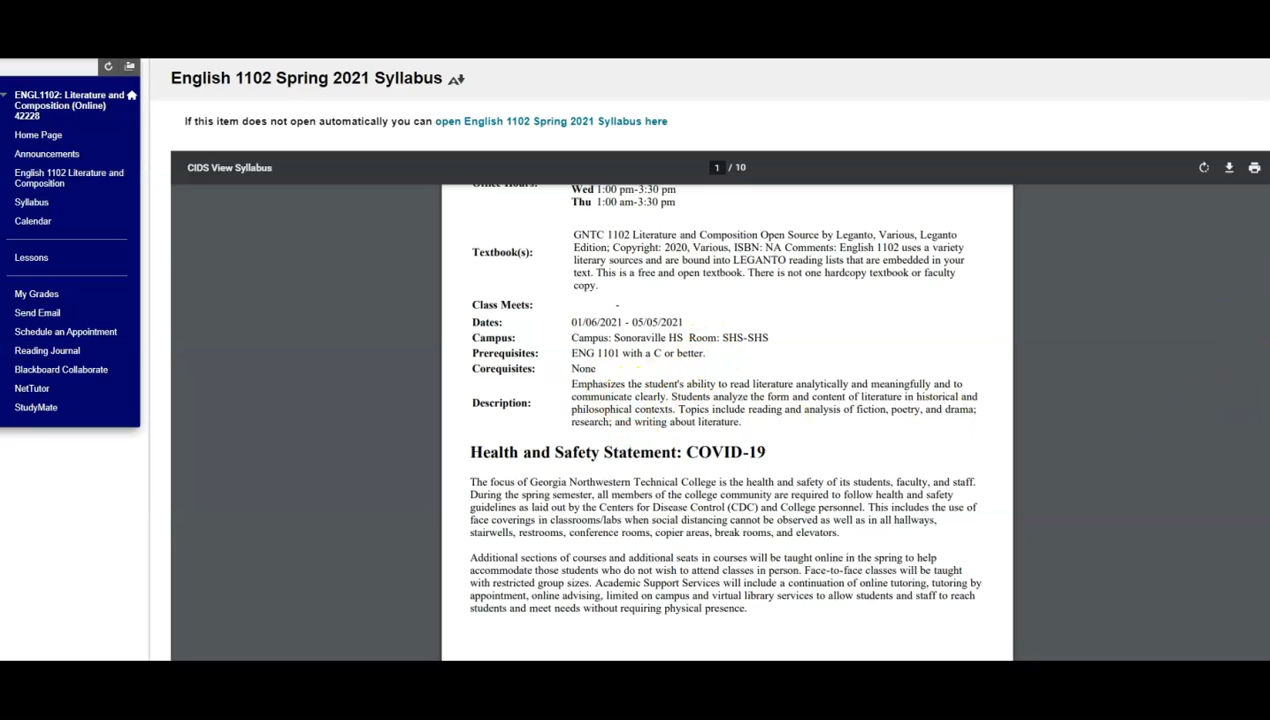 English 1102 Spring 2021 Syllabus
If this item does not open automatically you can open English 1102 Spring 2021 Syllabus here
ENGL1102: Literature and
Composition (Online)
42228
Home Page
Announcements
English 1102 Literature and
Composition
Syllabus
Calendar
Lessons
My Grades
Send Email
Schedule an Appointment
Reading Journal
Blackboard Collaborate
NetTutor
StudyMate
CIDS View Syllabus
1 / 10
Office Hours:
Wed 1:00 pm-3:30 pm
Thu 1:00 am-3:30 pm
Textbook(s):
GNTC 1102 Literature and Composition Open Source by Leganto, Various, Leganto
Edition; Copyright: 2020, Various, ISBN: NA Comments: English 1102 uses a variety
literary sources and are bound into LEGANTO reading lists that are embedded in your
text. This is a free and open textbook. There is not one hardcopy textbook or faculty
copy.
Class Meets: -
Dates: 01/06/2021 - 05/05/2021
Campus: Campus: Sonoraville HS Room: SHS-SHS
Prerequisites: ENG 1101 with a C or better.
Corequisites: None
Description:
Emphasizes the student's ability to read literature analytically and meaningfully and to
communicate clearly. Students analyze the form and content of literature in historical and
philosophical contexts. Topics include reading and analysis of fiction, poetry, and drama;
research; and writing about literature.
Health and Safety Statement: COVID-19
The focus of Georgia Northwestern Technical College is the health and safety of its students, faculty, and staff.
During the spring semester, all members of the college community are required to follow health and safety
guidelines as laid out by the Centers for Disease Control (CDC) and College personnel. This includes the use of
face coverings in classrooms/labs when social distancing cannot be observed as well as in all hallways,
stairwells, restrooms, conference rooms, copier areas, break rooms, and elevators.
Additional sections of courses and additional seats in courses will be taught online in the spring to help
accommodate those students who do not wish to attend classes in person. Face-to-face classes will be taught
with restricted group sizes. Academic Support Services will include a continuation of online tutoring, tutoring by
appointment, online advising, limited on campus and virtual library services to allow students and staff to reach
students and meet needs without requiring physical presence.